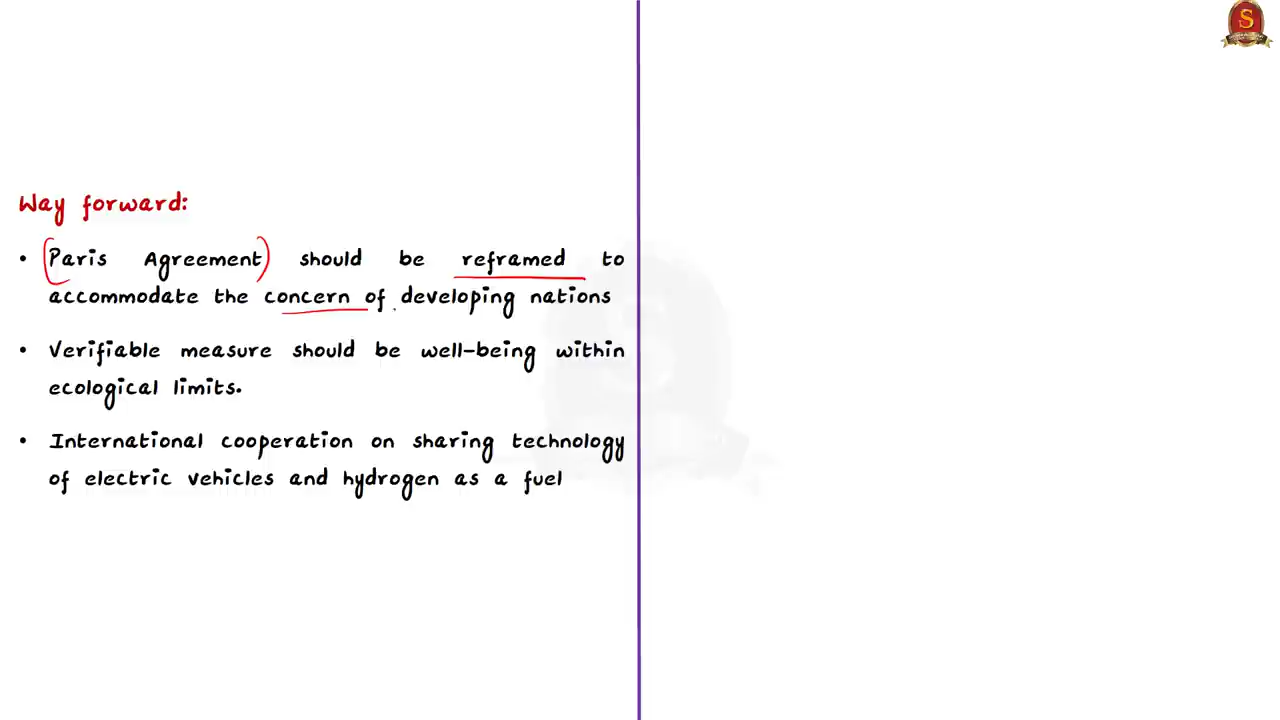 S
Way forward:
• Paris Agreement should be reframed to
accommodate the concern of developing nations
• Verifiable measure should be well-being within
ecological limits.
• International cooperation on sharing technology
of electric vehicles and hydrogen as a fuel